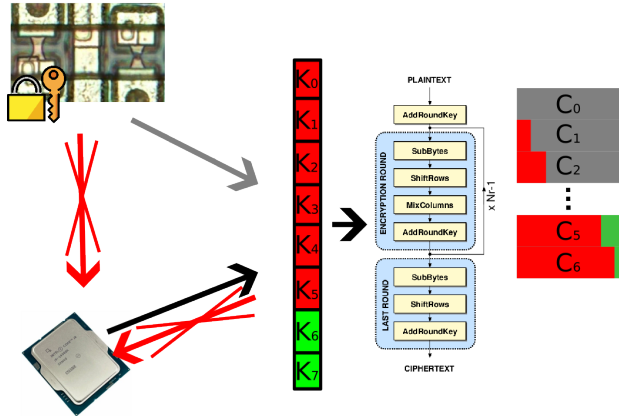 K0
K1
K2
K3
K4
K5
K6
K7
PLAINTEXT
AddRoundKey
ENCRYPTION ROUND
SubBytes
ShiftRows
MixColumns
AddRoundKey
x Nr-1
LAST ROUND
SubBytes
ShiftRows
AddRoundKey
CIPHERTEXT
C0
C1
C2
C5
C6